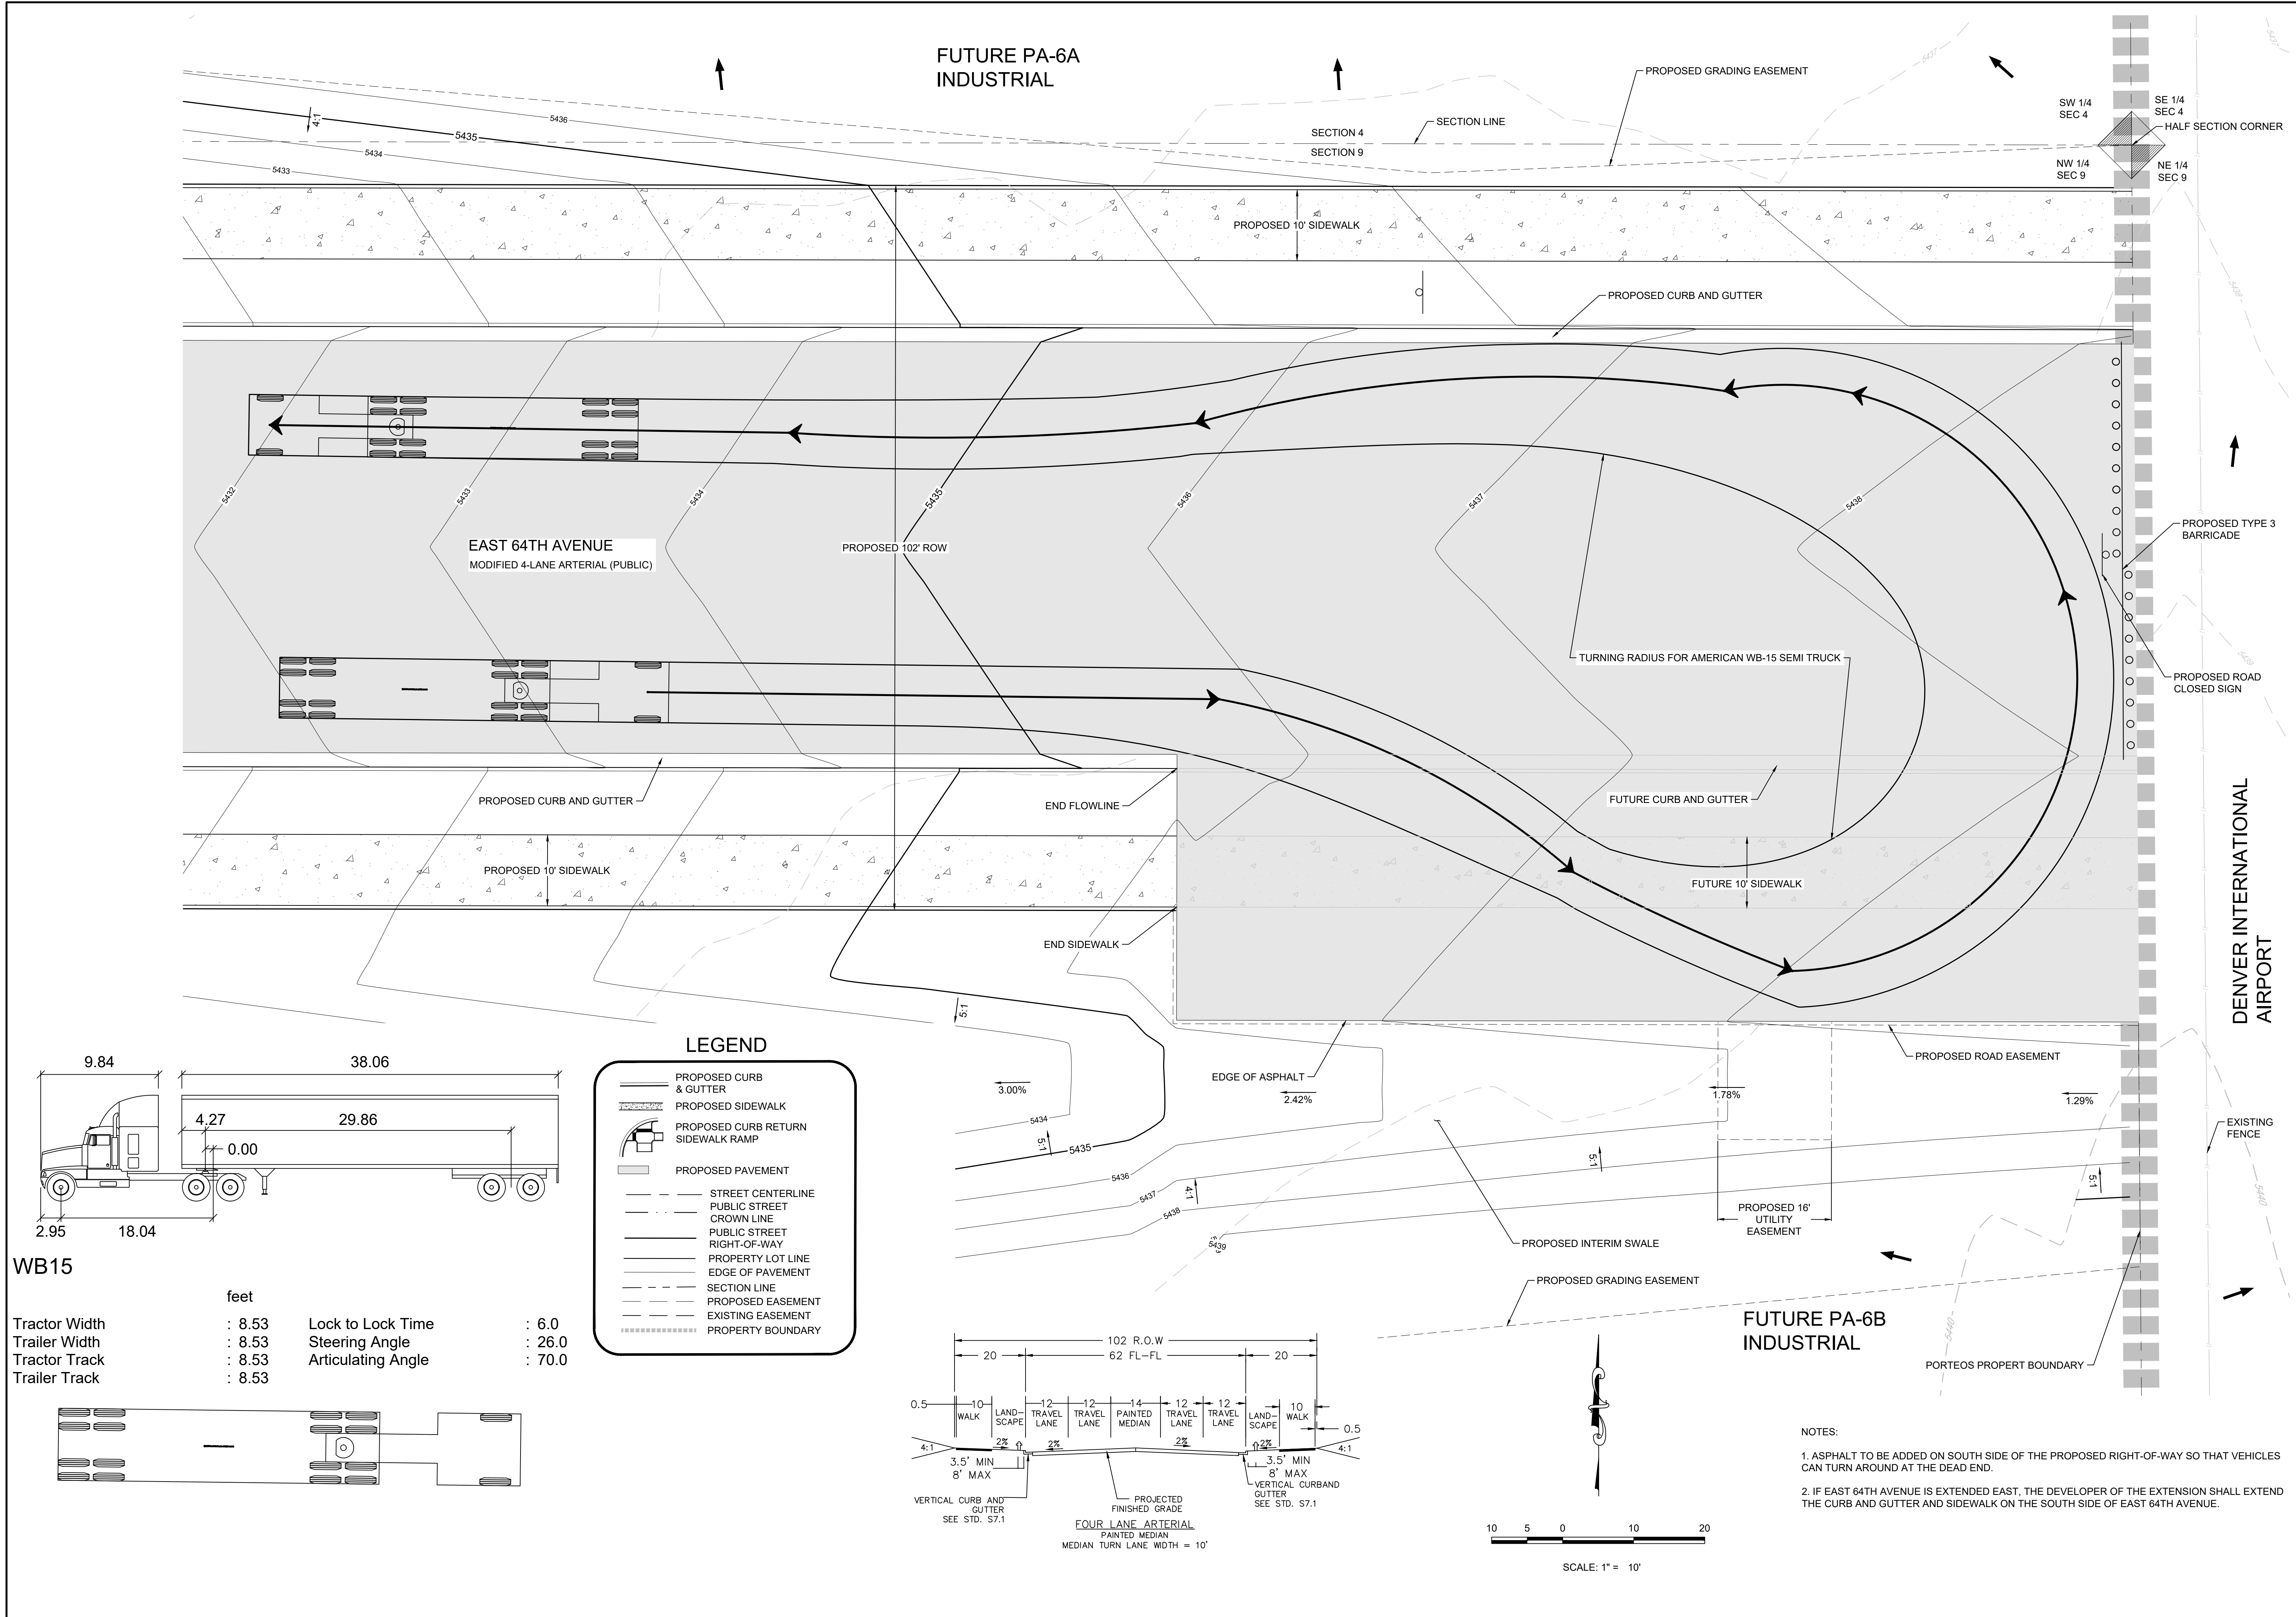 FUTURE PA-6A
INDUSTRIAL
PROPOSED GRADING EASEMENT
5437
5437
SW 1/4
SEC 4
SE 1/4
SEC 4
HALF SECTION CORNER
NW 1/4
SEC 9
NE 1/4
SEC 9
4:1
5436
5435
5434
5433
SECTION 4
SECTION 9
SECTION LINE
PROPOSED 10' SIDEWALK
PROPOSED CURB AND GUTTER
5438
5432
5433
5434
5435
5436
5437
5438
EAST 64TH AVENUE
MODIFIED 4-LANE ARTERIAL (PUBLIC)
PROPOSED 102' ROW
PROPOSED TYPE 3
BARRICADE
TURNING RADIUS FOR AMERICAN WB-15 SEMI TRUCK
5439
PROPOSED ROAD
CLOSED SIGN
PROPOSED CURB AND GUTTER
END FLOWLINE
FUTURE CURB AND GUTTER
PROPOSED 10' SIDEWALK
FUTURE 10' SIDEWALK
END SIDEWALK
DENVER INTERNATIONAL
AIRPORT
5:1
3.00%
EDGE OF ASPHALT
2.42%
1.78%
PROPOSED ROAD EASEMENT
1.29%
EXISTING
FENCE
5434
5:1
5435
5436
5437
5438
5439
4:1
5:1
5:1
5440
5440
PROPOSED 16'
UTILITY
EASEMENT
PROPOSED INTERIM SWALE
PROPOSED GRADING EASEMENT
FUTURE PA-6B
INDUSTRIAL
PORTEOS PROPERT BOUNDARY
9.84
38.06
4.27
29.86
0.00
2.95
18.04
WB15
feet
Tractor Width : 8.53 Lock to Lock Time : 6.0
Trailer Width : 8.53 Steering Angle : 26.0
Tractor Track : 8.53 Articulating Angle : 70.0
Trailer Track : 8.53
LEGEND
PROPOSED CURB
& GUTTER
PROPOSED SIDEWALK
PROPOSED CURB RETURN
SIDEWALK RAMP
PROPOSED PAVEMENT
STREET CENTERLINE
PUBLIC STREET
CROWN LINE
PUBLIC STREET
RIGHT-OF-WAY
PROPERTY LOT LINE
EDGE OF PAVEMENT
SECTION LINE
PROPOSED EASEMENT
EXISTING EASEMENT
PROPERTY BOUNDARY
102 R.O.W
20 62 FL-FL 20
0.5 10 12 12 14 12 12 10 0.5
WALK
LAND-
SCAPE
TRAVEL
LANE
TRAVEL
LANE
PAINTED
MEDIAN
TRAVEL
LANE
TRAVEL
LANE
LAND-
SCAPE
WALK
4:1 2% 2% 2% 2% 4:1
3.5' MIN
8' MAX
3.5' MIN
8' MAX
VERTICAL CURB AND
GUTTER
SEE STD. S7.1
PROJECTED
FINISHED GRADE
VERTICAL CURBAND
GUTTER
SEE STD. S7.1
FOUR LANE ARTERIAL
PAINTED MEDIAN
MEDIAN TURN LANE WIDTH = 10'
10 5 0 10 20
SCALE: 1" = 10'
NOTES:
1. ASPHALT TO BE ADDED ON SOUTH SIDE OF THE PROPOSED RIGHT-OF-WAY SO THAT VEHICLES
CAN TURN AROUND AT THE DEAD END.
2. IF EAST 64TH AVENUE IS EXTENDED EAST, THE DEVELOPER OF THE EXTENSION SHALL EXTEND
THE CURB AND GUTTER AND SIDEWALK ON THE SOUTH SIDE OF EAST 64TH AVENUE.